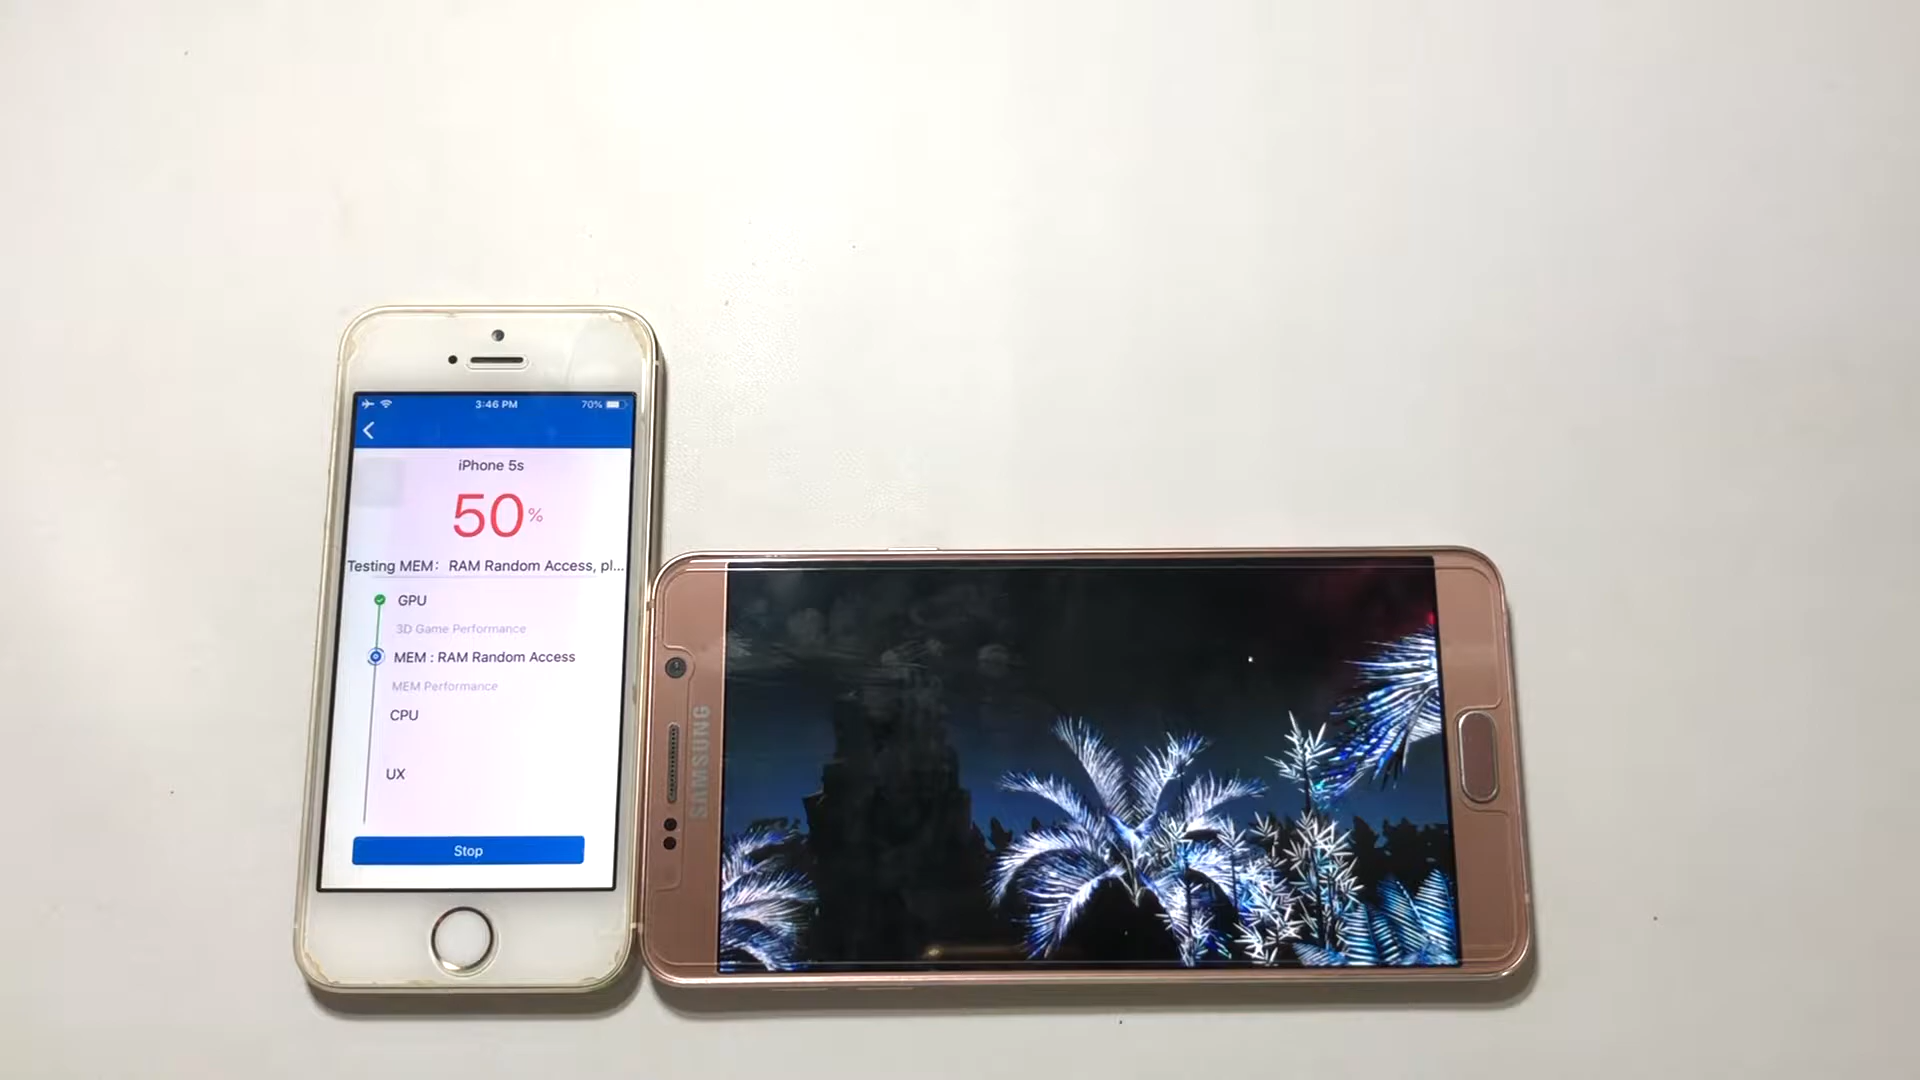 3:46 PM
70%
iPhone 5s
50%
Testing MEM: RAM Random Access, pl...
GPU
3D Game Performance
MEM : RAM Random Access
MEM Performance
CPU
UX
Stop
SAMSUNG